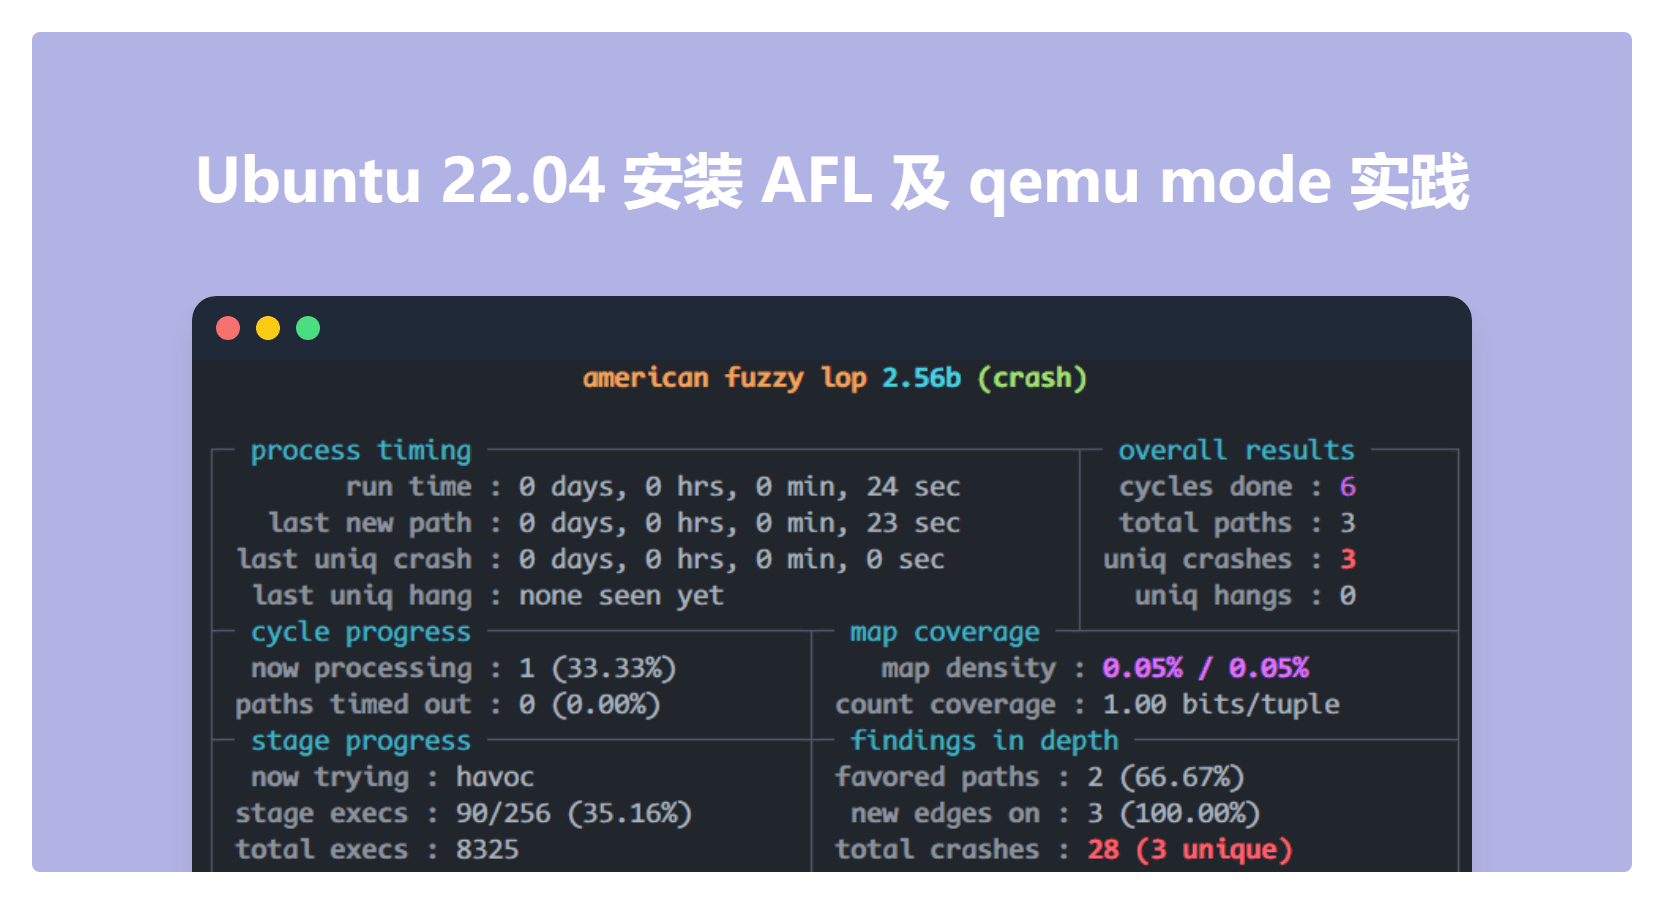 Ubuntu 22.04 安装 AFL 及 qemu mode 实践
american fuzzy lop 2.56b (crash)
process timing overall results
run time : 0 days, 0 hrs, 0 min, 24 sec cycles done : 6
last new path : 0 days, 0 hrs, 0 min, 23 sec total paths : 3
last uniq crash : 0 days, 0 hrs, 0 min, 0 sec uniq crashes : 3
last uniq hang : none seen yet uniq hangs : 0
cycle progress map coverage
now processing : 1 (33.33%) map density : 0.05% / 0.05%
paths timed out : 0 (0.00%) count coverage : 1.00 bits/tuple
stage progress findings in depth
now trying : havoc favored paths : 2 (66.67%)
stage execs : 90/256 (35.16%) new edges on : 3 (100.00%)
total execs : 8325 total crashes : 28 (3 unique)